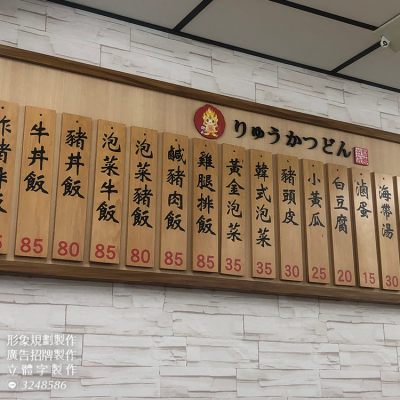 りゅうかつどん
牛丼飯 85
豬丼飯 80
泡菜牛飯 85
泡菜豬飯 80
鹹豬肉飯 85
雞腿排飯 85
黃金泡菜 35
韓式泡菜 35
豬頭皮 30
小黃瓜 25
白豆腐 20
滷蛋 15
海帶湯 30
形象規劃製作
廣告招牌製作
立體字製作
3248586